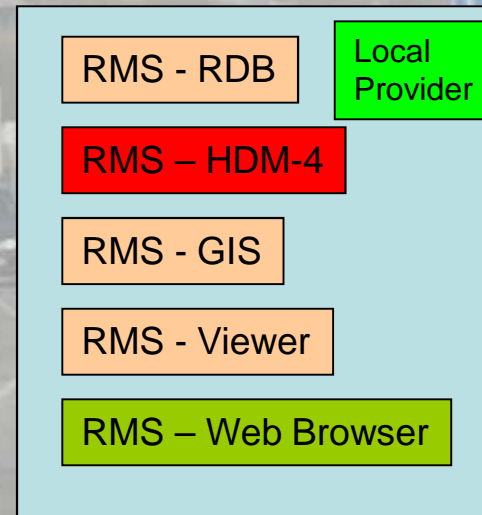 RMS - RDB
Local
Provider
RMS – HDM-4
RMS - GIS
RMS - Viewer
RMS – Web Browser